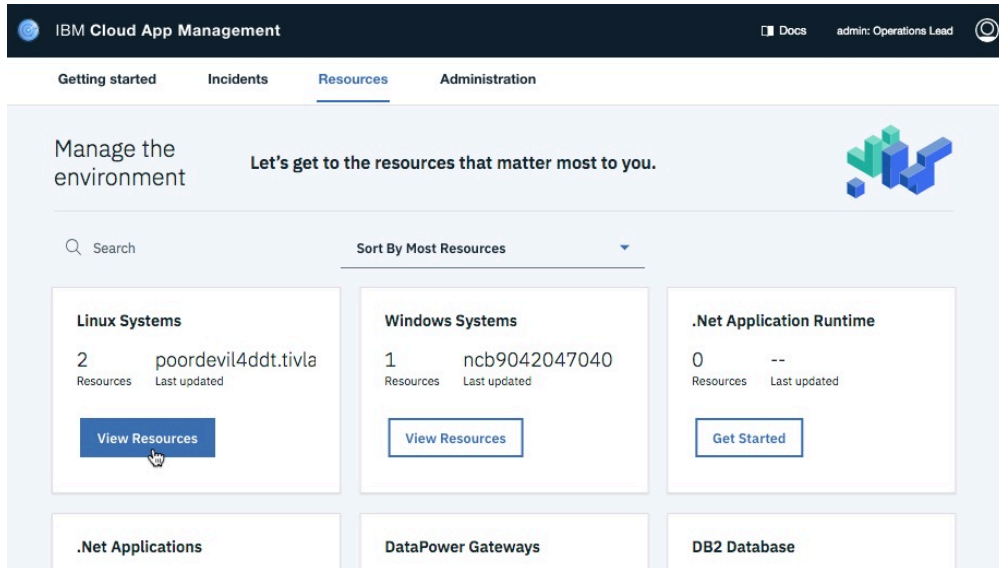 IBM Cloud App Management
Docs
admin: Operations Lead
Getting started
Incidents
Resources
Administration
Manage the
environment
Let's get to the resources that matter most to you.
Search
Sort By Most Resources
Linux Systems
2 poordevil4ddt.tivla
Resources Last updated
View Resources
Windows Systems
1 ncb9042047040
Resources Last updated
View Resources
.Net Application Runtime
0 --
Resources Last updated
Get Started
.Net Applications
DataPower Gateways
DB2 Database